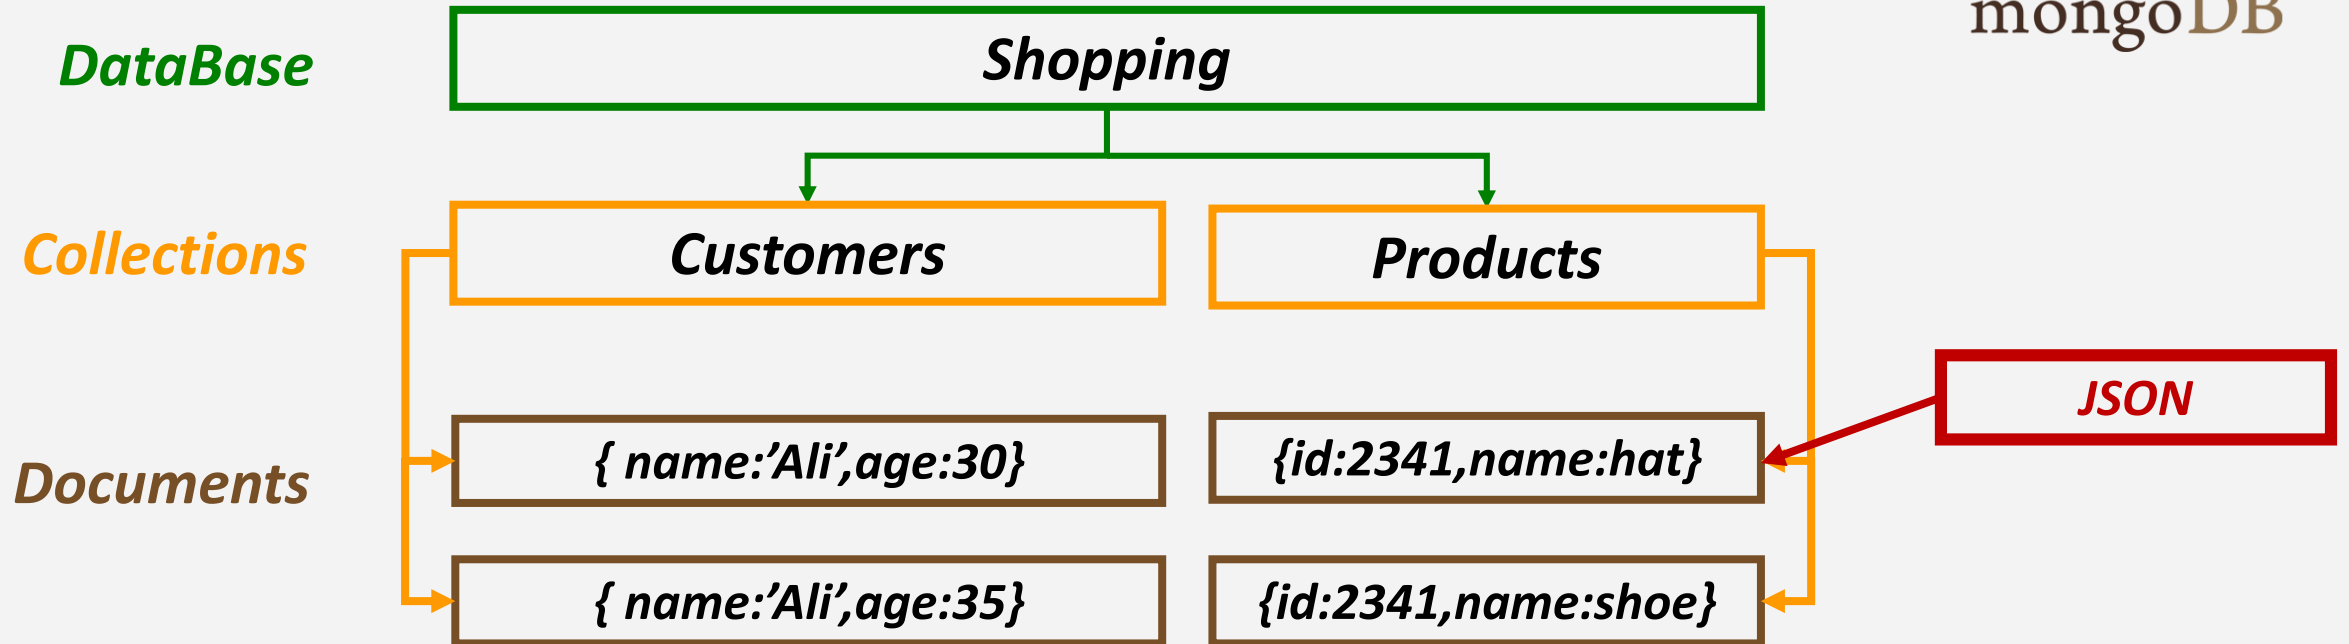 mongoDB
DataBase
Shopping
Collections
Customers
Products
JSON
Documents
{ name:’Ali’,age:30}
{id:2341,name:hat}
{ name:’Ali’,age:35}
{id:2341,name:shoe}